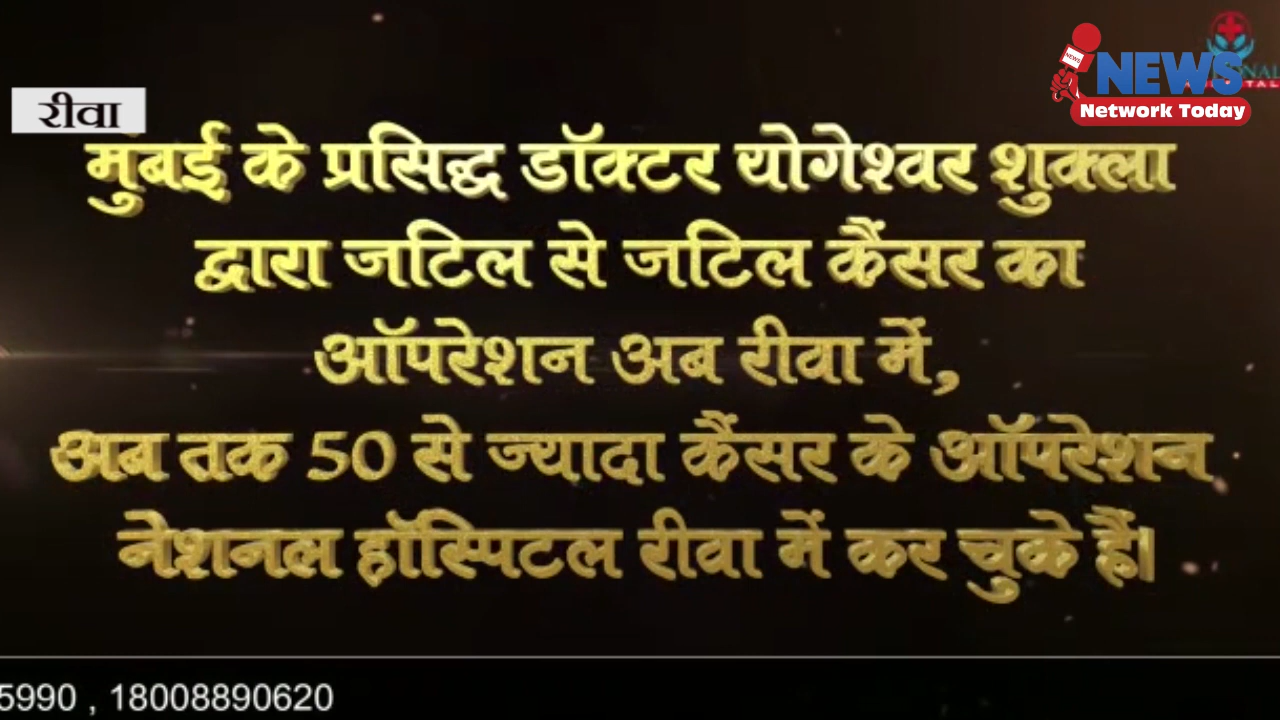 NEWS
Network Today
रीवा
मुंबई के प्रसिद्ध डॉक्टर योगेश्वर शुक्ला
द्वारा जटिल से जटिल कैंसर का
ऑपरेशन अब रीवा में,
अब तक 50 से ज्यादा कैंसर के ऑपरेशन
नेशनल हॉस्पिटल रीवा में कर चुके हैं।
5990 , 18008890620